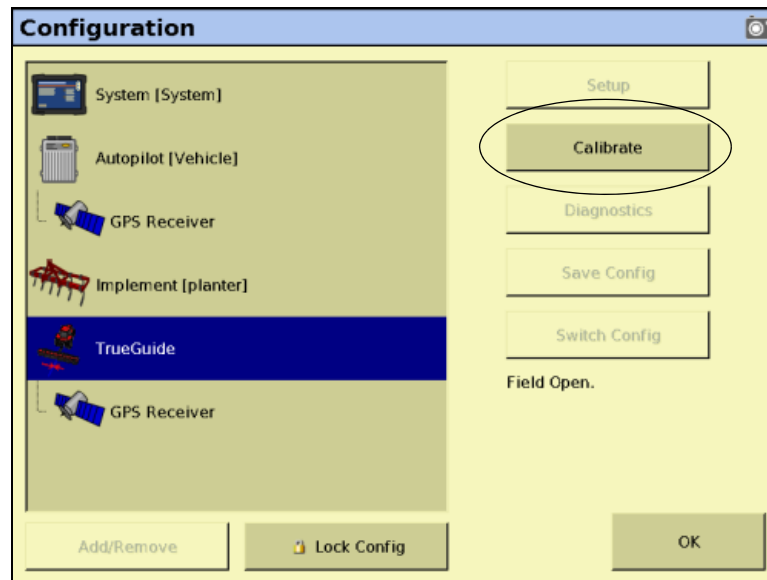 Configuration
System [System]
Autopilot [Vehicle]
GPS Receiver
Implement [planter]
TrueGuide
GPS Receiver
Setup
Calibrate
Diagnostics
Save Config
Switch Config
Field Open.
Add/Remove
Lock Config
OK